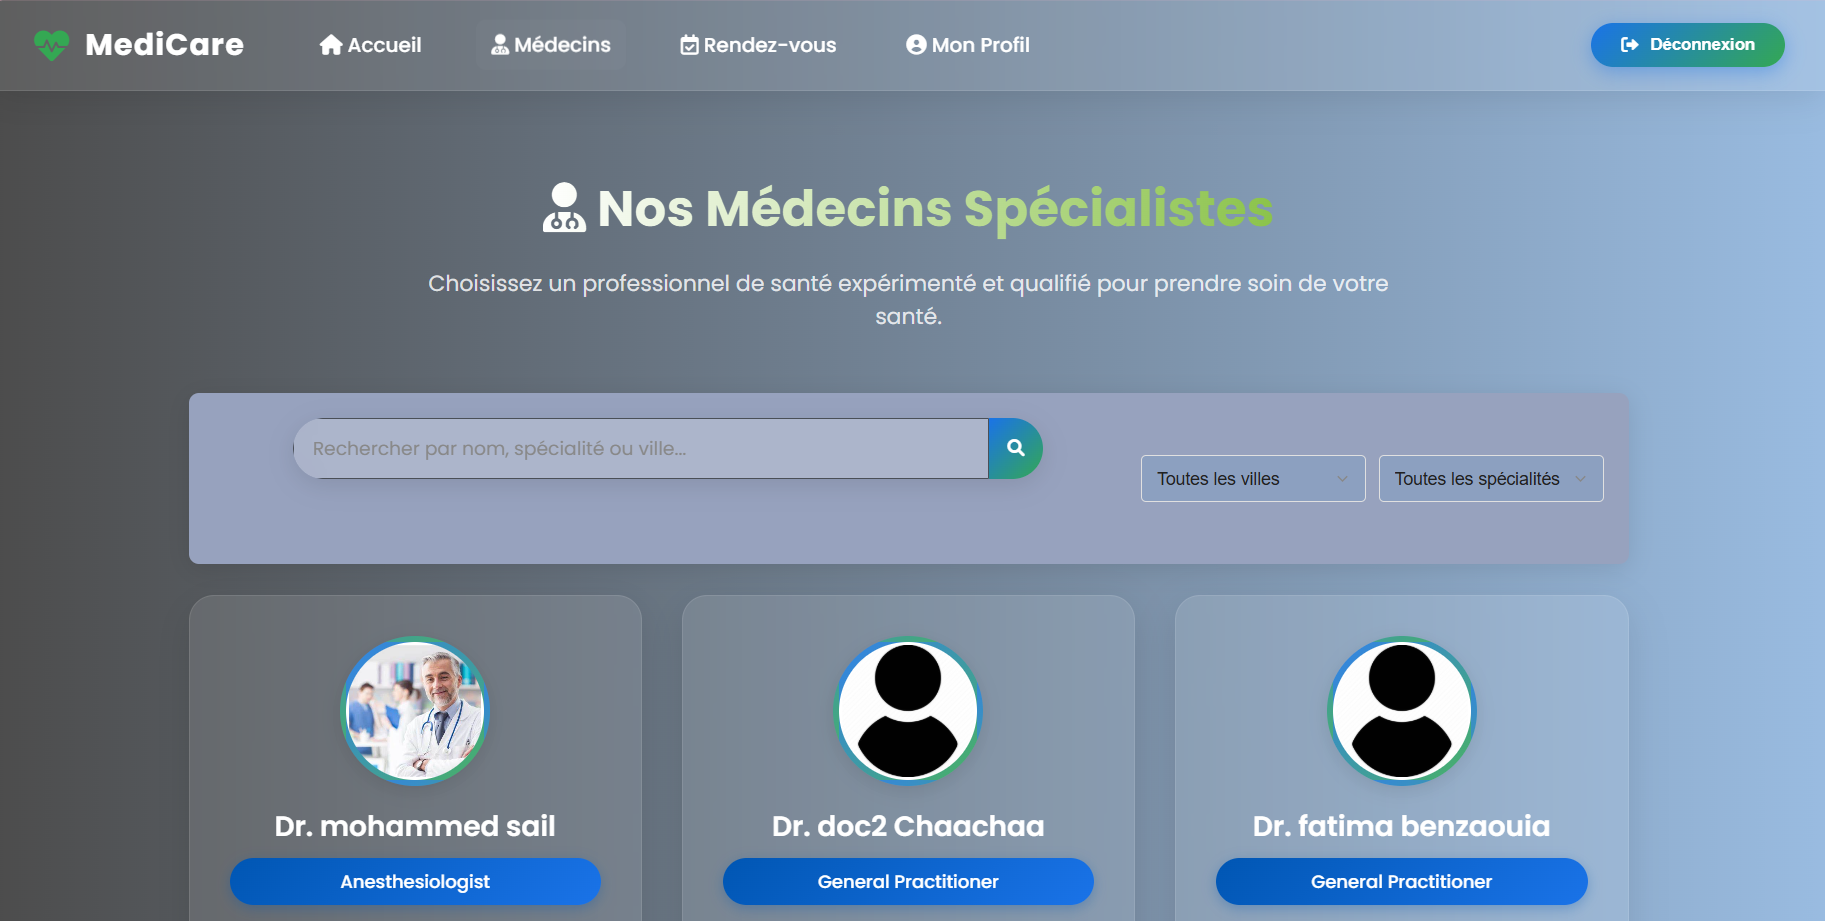 MediCare
Accueil
Médecins
Rendez-vous
Mon Profil
Déconnexion
Nos Médecins Spécialistes
Choisissez un professionnel de santé expérimenté et qualifié pour prendre soin de votre
santé.
Rechercher par nom, spécialité ou ville...
Toutes les villes
Toutes les spécialités
Dr. mohammed sail
Anesthesiologist
Dr. doc2 Chaachaa
General Practitioner
Dr. fatima benzaouia
General Practitioner